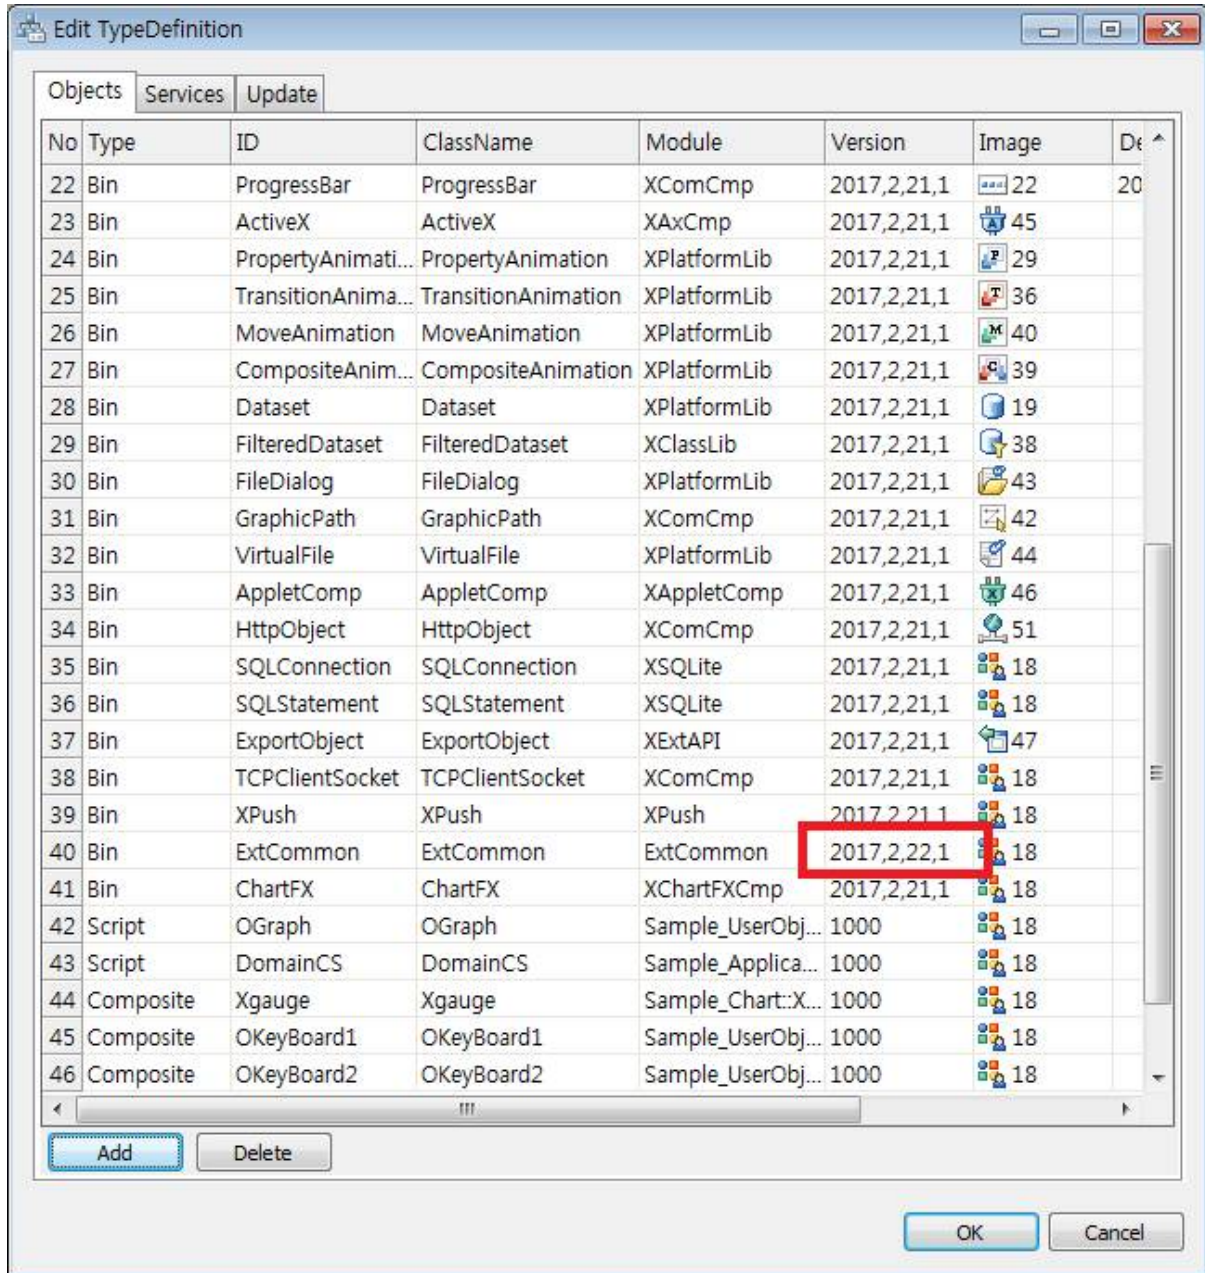 Edit TypeDefinition
Objects Services Update
No Type ID ClassName Module Version Image De
22 Bin ProgressBar ProgressBar XComCmp 2017,2,21,1 22 20
23 Bin ActiveX ActiveX XAxCmp 2017,2,21,1 45
24 Bin PropertyAnimati... PropertyAnimation XPlatformLib 2017,2,21,1 29
25 Bin TransitionAnima... TransitionAnimation XPlatformLib 2017,2,21,1 36
26 Bin MoveAnimation MoveAnimation XPlatformLib 2017,2,21,1 40
27 Bin CompositeAnim... CompositeAnimation XPlatformLib 2017,2,21,1 39
28 Bin Dataset Dataset XPlatformLib 2017,2,21,1 19
29 Bin FilteredDataset FilteredDataset XClassLib 2017,2,21,1 38
30 Bin FileDialog FileDialog XPlatformLib 2017,2,21,1 43
31 Bin GraphicPath GraphicPath XComCmp 2017,2,21,1 42
32 Bin VirtualFile VirtualFile XPlatformLib 2017,2,21,1 44
33 Bin AppletComp AppletComp XAppletComp 2017,2,21,1 46
34 Bin HttpObject HttpObject XComCmp 2017,2,21,1 51
35 Bin SQLConnection SQLConnection XSQLite 2017,2,21,1 18
36 Bin SQLStatement SQLStatement XSQLite 2017,2,21,1 18
37 Bin ExportObject ExportObject XExtAPI 2017,2,21,1 47
38 Bin TCPClientSocket TCPClientSocket XComCmp 2017,2,21,1 18
39 Bin XPush XPush XPush 2017,2,21,1 18
40 Bin ExtCommon ExtCommon ExtCommon 2017,2,22,1 18
41 Bin ChartFX ChartFX XChartFXCmp 2017,2,21,1 18
42 Script OGraph OGraph Sample_UserObj... 1000 18
43 Script DomainCS DomainCS Sample_Applica... 1000 18
44 Composite Xgauge Xgauge Sample_Chart::X... 1000 18
45 Composite OKeyBoard1 OKeyBoard1 Sample_UserObj... 1000 18
46 Composite OKeyBoard2 OKeyBoard2 Sample_UserObj... 1000 18
Add Delete
OK Cancel